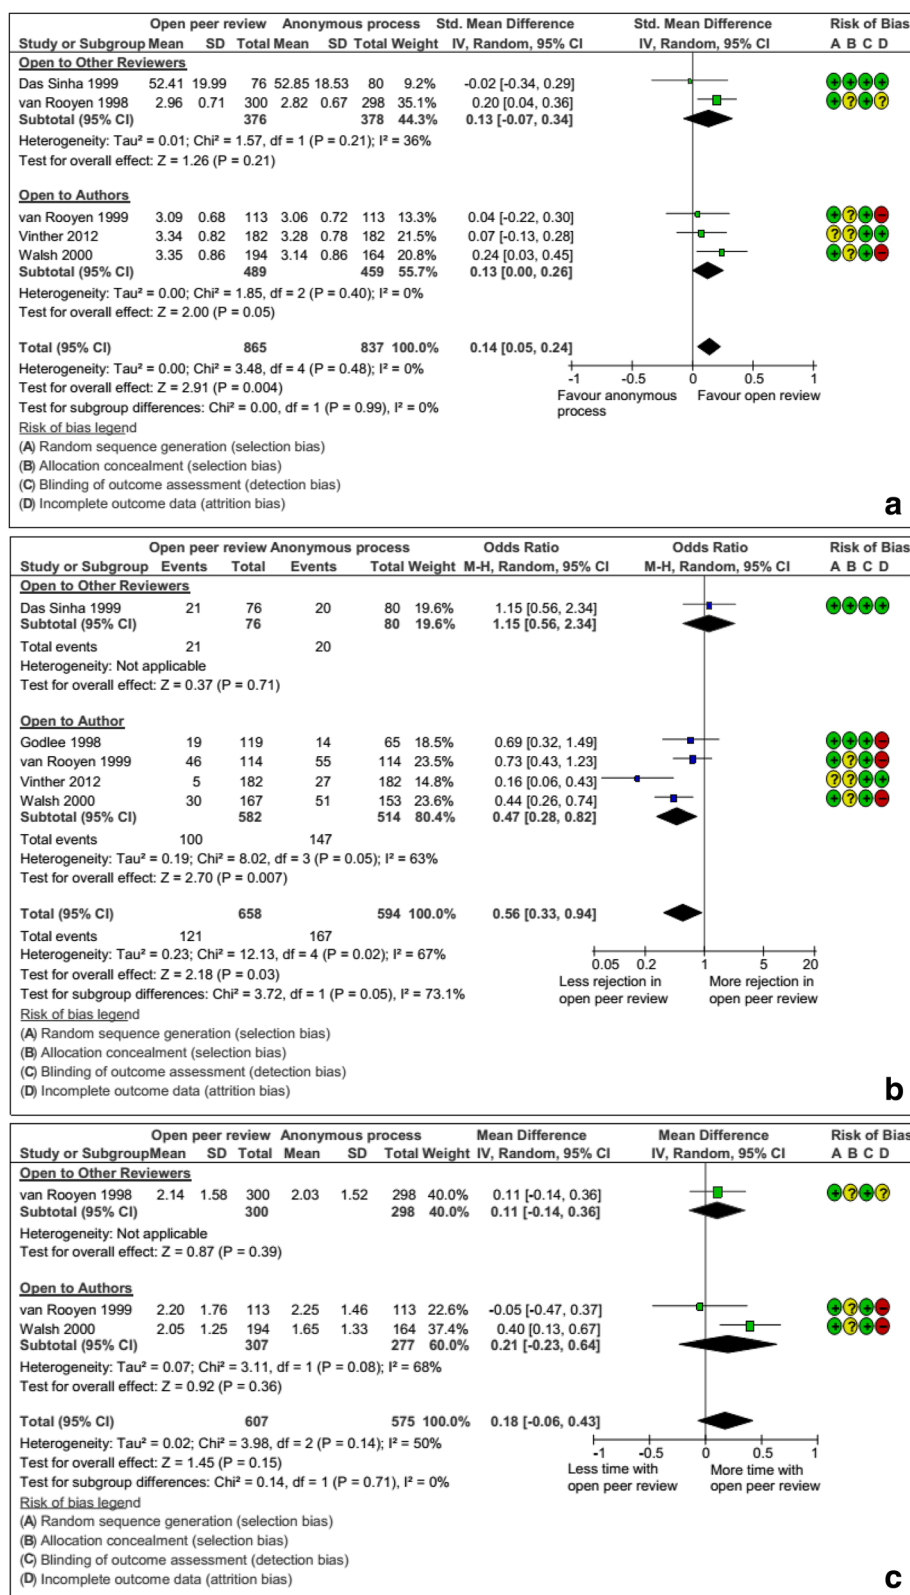 Open peer review Anonymous process Std. Mean Difference Std. Mean Difference Risk of Bias
Study or Subgroup Mean SD Total Mean SD Total Weight IV, Random, 95% CI IV, Random, 95% CI A B C D
Open to Other Reviewers
Das Sinha 1999 52.41 19.99 76 52.85 18.53 80 9.2% -0.02 [-0.34, 0.29] + + + +
van Rooyen 1998 2.96 0.71 300 2.82 0.67 298 35.1% 0.20 [0.04, 0.36] + ? + ?
Subtotal (95% CI) 376 378 44.3% 0.13 [-0.07, 0.34]
Heterogeneity: Tau² = 0.01; Chi² = 1.57, df = 1 (P = 0.21); I² = 36%
Test for overall effect: Z = 1.26 (P = 0.21)
Open to Authors
van Rooyen 1999 3.09 0.68 113 3.06 0.72 113 13.3% 0.04 [-0.22, 0.30] + ? + −
Vinther 2012 3.34 0.82 182 3.28 0.78 182 21.5% 0.07 [-0.13, 0.28] ? ? + +
Walsh 2000 3.35 0.86 194 3.14 0.86 164 20.8% 0.24 [0.03, 0.45] + ? + −
Subtotal (95% CI) 489 459 55.7% 0.13 [0.00, 0.26]
Heterogeneity: Tau² = 0.00; Chi² = 1.85, df = 2 (P = 0.40); I² = 0%
Test for overall effect: Z = 2.00 (P = 0.05)
Total (95% CI) 865 837 100.0% 0.14 [0.05, 0.24]
Heterogeneity: Tau² = 0.00; Chi² = 3.48, df = 4 (P = 0.48); I² = 0%
Test for overall effect: Z = 2.91 (P = 0.004)
Test for subgroup differences: Chi² = 0.00, df = 1 (P = 0.99), I² = 0%
-1 -0.5 0 0.5 1
Favour anonymous Favour open review
process
Risk of bias legend
(A) Random sequence generation (selection bias)
(B) Allocation concealment (selection bias)
(C) Blinding of outcome assessment (detection bias)
(D) Incomplete outcome data (attrition bias)
a
Open peer review Anonymous process Odds Ratio Odds Ratio Risk of Bias
Study or Subgroup Events Total Events Total Weight M-H, Random, 95% CI M-H, Random, 95% CI A B C D
Open to Other Reviewers
Das Sinha 1999 21 76 20 80 19.6% 1.15 [0.56, 2.34] + + + +
Subtotal (95% CI) 76 80 19.6% 1.15 [0.56, 2.34]
Total events 21 20
Heterogeneity: Not applicable
Test for overall effect: Z = 0.37 (P = 0.71)
Open to Author
Godlee 1998 19 119 14 65 18.5% 0.69 [0.32, 1.49] + + + −
van Rooyen 1999 46 114 55 114 23.5% 0.73 [0.43, 1.23] + ? + −
Vinther 2012 5 182 27 182 14.8% 0.16 [0.06, 0.43] ? ? + +
Walsh 2000 30 167 51 153 23.6% 0.44 [0.26, 0.74] + ? + −
Subtotal (95% CI) 582 514 80.4% 0.47 [0.28, 0.82]
Total events 100 147
Heterogeneity: Tau² = 0.19; Chi² = 8.02, df = 3 (P = 0.05); I² = 63%
Test for overall effect: Z = 2.70 (P = 0.007)
Total (95% CI) 658 594 100.0% 0.56 [0.33, 0.94]
Total events 121 167
Heterogeneity: Tau² = 0.23; Chi² = 12.13, df = 4 (P = 0.02); I² = 67%
Test for overall effect: Z = 2.18 (P = 0.03)
Test for subgroup differences: Chi² = 3.72, df = 1 (P = 0.05), I² = 73.1%
0.05 0.2 1 5 20
Less rejection in More rejection in
open peer review open peer review
Risk of bias legend
(A) Random sequence generation (selection bias)
(B) Allocation concealment (selection bias)
(C) Blinding of outcome assessment (detection bias)
(D) Incomplete outcome data (attrition bias)
b
Open peer review Anonymous process Mean Difference Mean Difference Risk of Bias
Study or Subgroup Mean SD Total Mean SD Total Weight IV, Random, 95% CI IV, Random, 95% CI A B C D
Open to Other Reviewers
van Rooyen 1998 2.14 1.58 300 2.03 1.52 298 40.0% 0.11 [-0.14, 0.36] + ? + ?
Subtotal (95% CI) 300 298 40.0% 0.11 [-0.14, 0.36]
Heterogeneity: Not applicable
Test for overall effect: Z = 0.87 (P = 0.39)
Open to Authors
van Rooyen 1999 2.20 1.76 113 2.25 1.46 113 22.6% -0.05 [-0.47, 0.37] + ? + −
Walsh 2000 2.05 1.25 194 1.65 1.33 164 37.4% 0.40 [0.13, 0.67] + ? + −
Subtotal (95% CI) 307 277 60.0% 0.21 [-0.23, 0.64]
Heterogeneity: Tau² = 0.07; Chi² = 3.11, df = 1 (P = 0.08); I² = 68%
Test for overall effect: Z = 0.92 (P = 0.36)
Total (95% CI) 607 575 100.0% 0.18 [-0.06, 0.43]
Heterogeneity: Tau² = 0.02; Chi² = 3.98, df = 2 (P = 0.14); I² = 50%
Test for overall effect: Z = 1.45 (P = 0.15)
Test for subgroup differences: Chi² = 0.14, df = 1 (P = 0.71), I² = 0%
-1 -0.5 0 0.5 1
Less time with More time with
open peer review open peer review
Risk of bias legend
(A) Random sequence generation (selection bias)
(B) Allocation concealment (selection bias)
(C) Blinding of outcome assessment (detection bias)
(D) Incomplete outcome data (attrition bias)
c